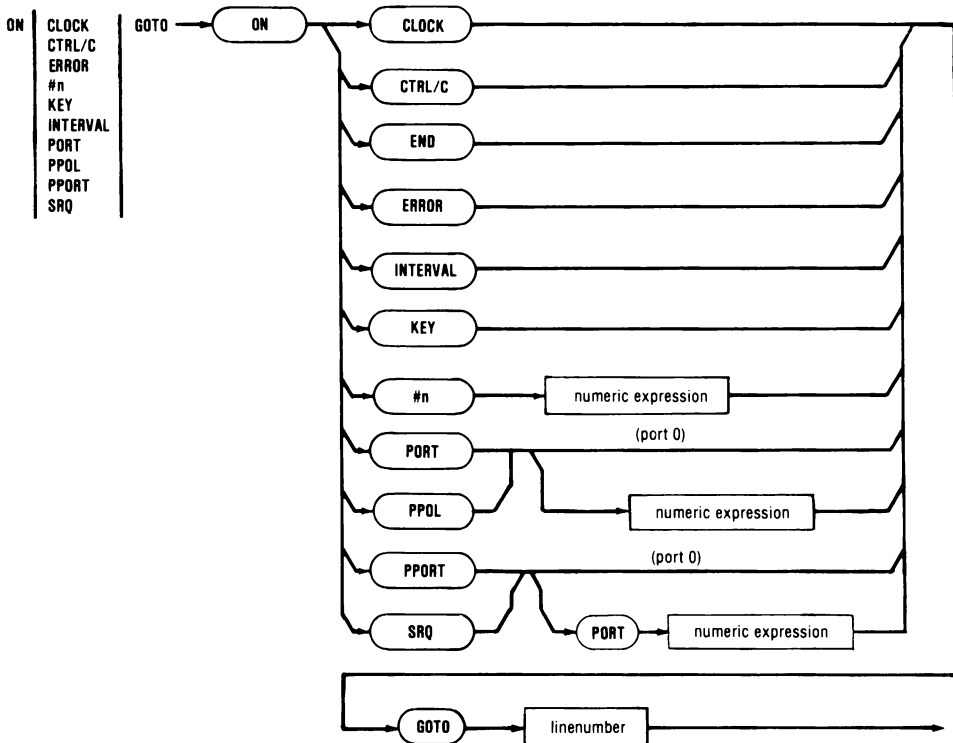 ON CLOCK GOTO
CTRL/C
ERROR
#n
KEY
INTERVAL
PORT
PPOL
PPORT
SRQ
ON
CLOCK
CTRL/C
END
ERROR
INTERVAL
KEY
#n numeric expression
PORT (port 0)
PPOL numeric expression
PPORT (port 0)
SRQ PORT numeric expression
GOTO linenumber